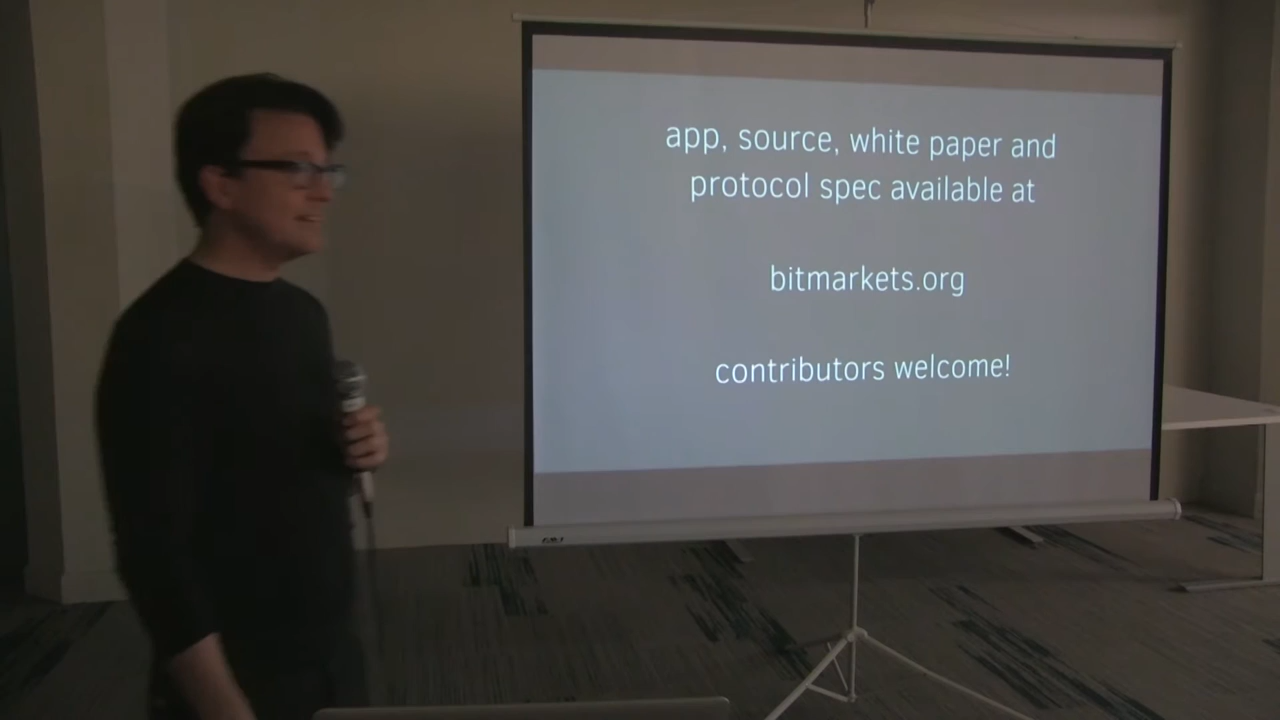 app, source, white paper and
protocol spec available at
bitmarkets.org
contributors welcome!